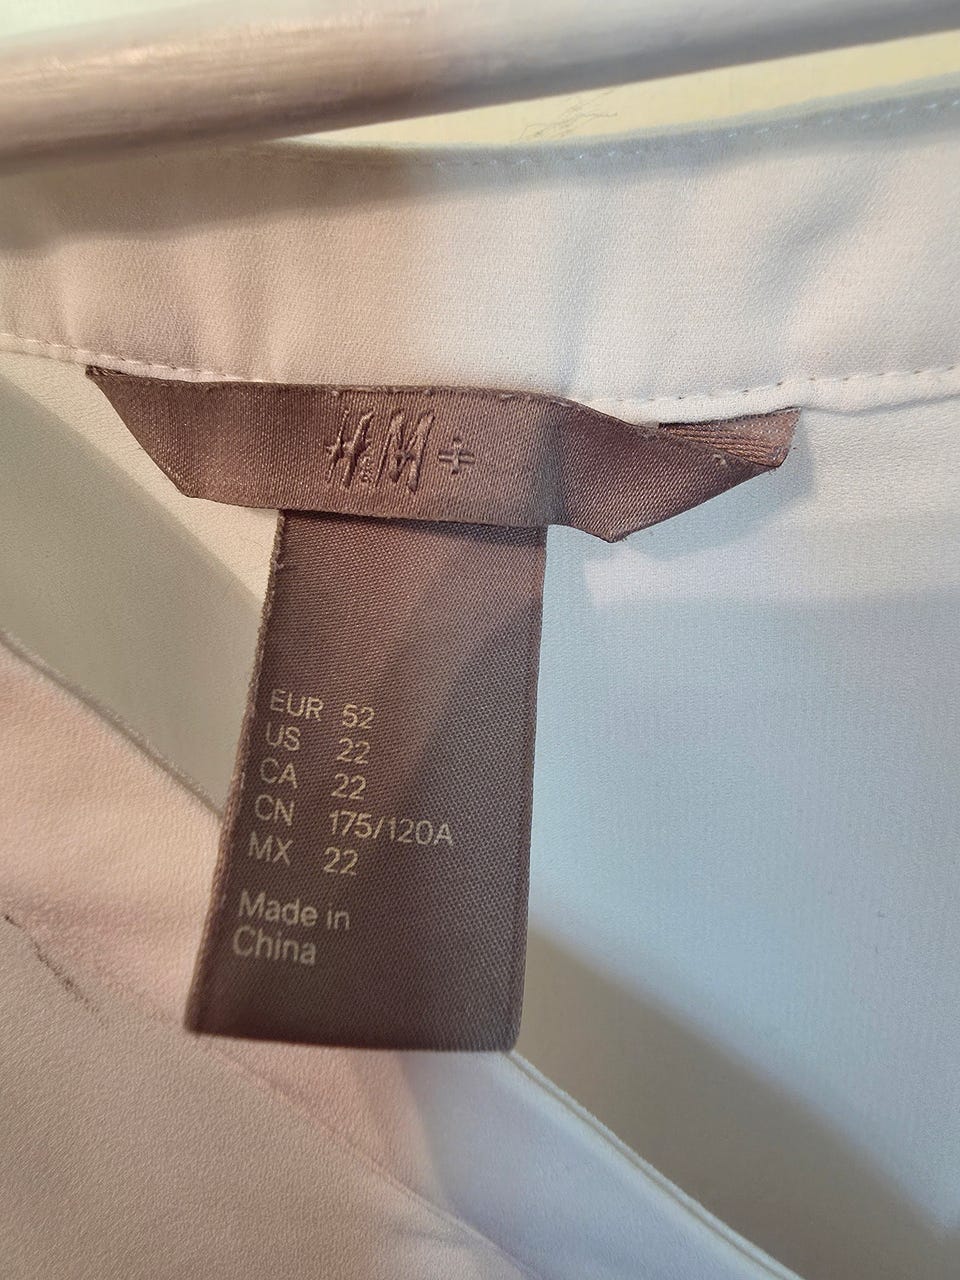 H&M+
EUR 52
US 22
CA 22
CN 175/120A
MX 22
Made in
China